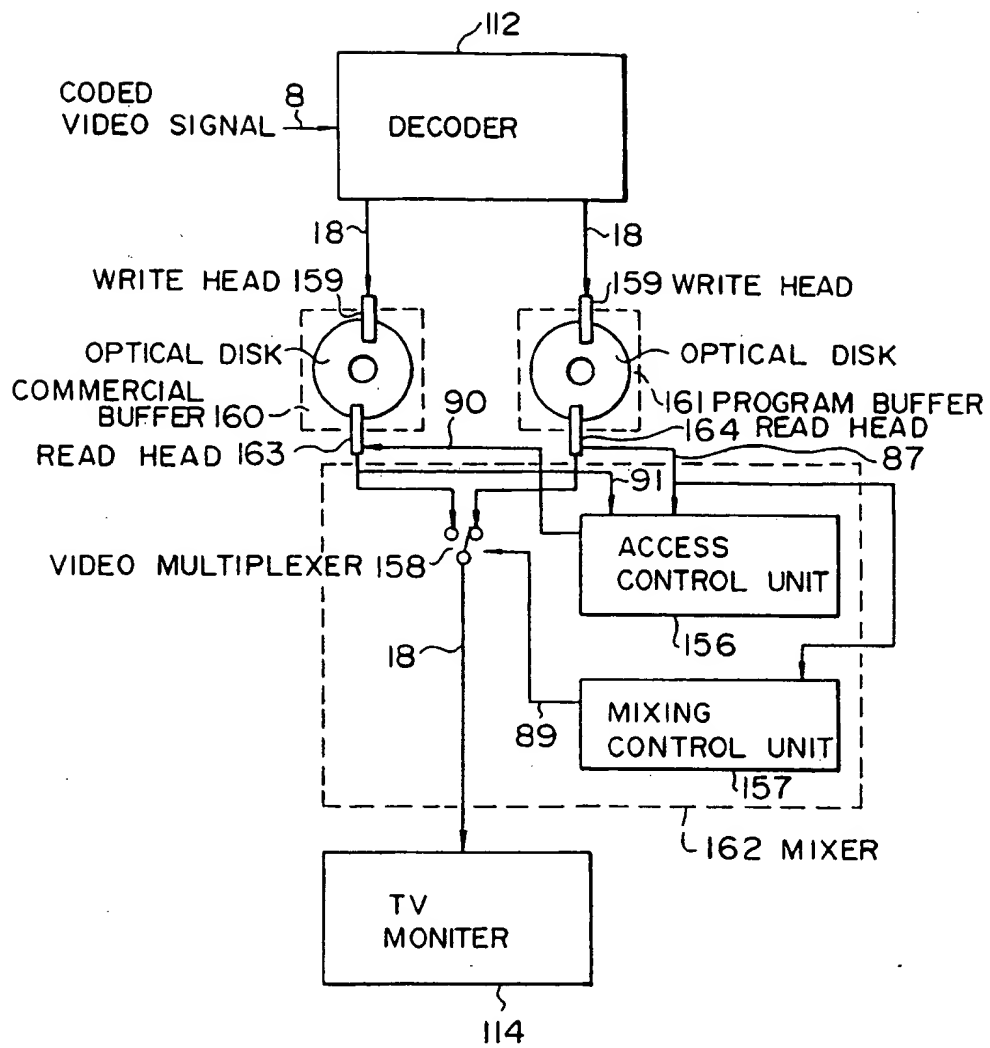 112
CODED
VIDEO SIGNAL
8
DECODER
18
18
WRITE HEAD 159
159 WRITE HEAD
OPTICAL DISK
OPTICAL DISK
COMMERCIAL
BUFFER 160
161 PROGRAM BUFFER
90
164 READ HEAD
READ HEAD 163
87
91
ACCESS
CONTROL UNIT
VIDEO MULTIPLEXER 158
156
18
MIXING
CONTROL UNIT
89
157
162 MIXER
TV
MONITER
114